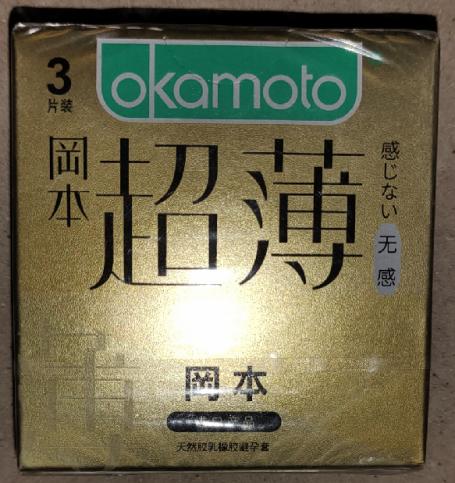 okamoto
3
片装
岡本
超薄
感じない
无感
岡本
天然胶乳橡胶避孕套